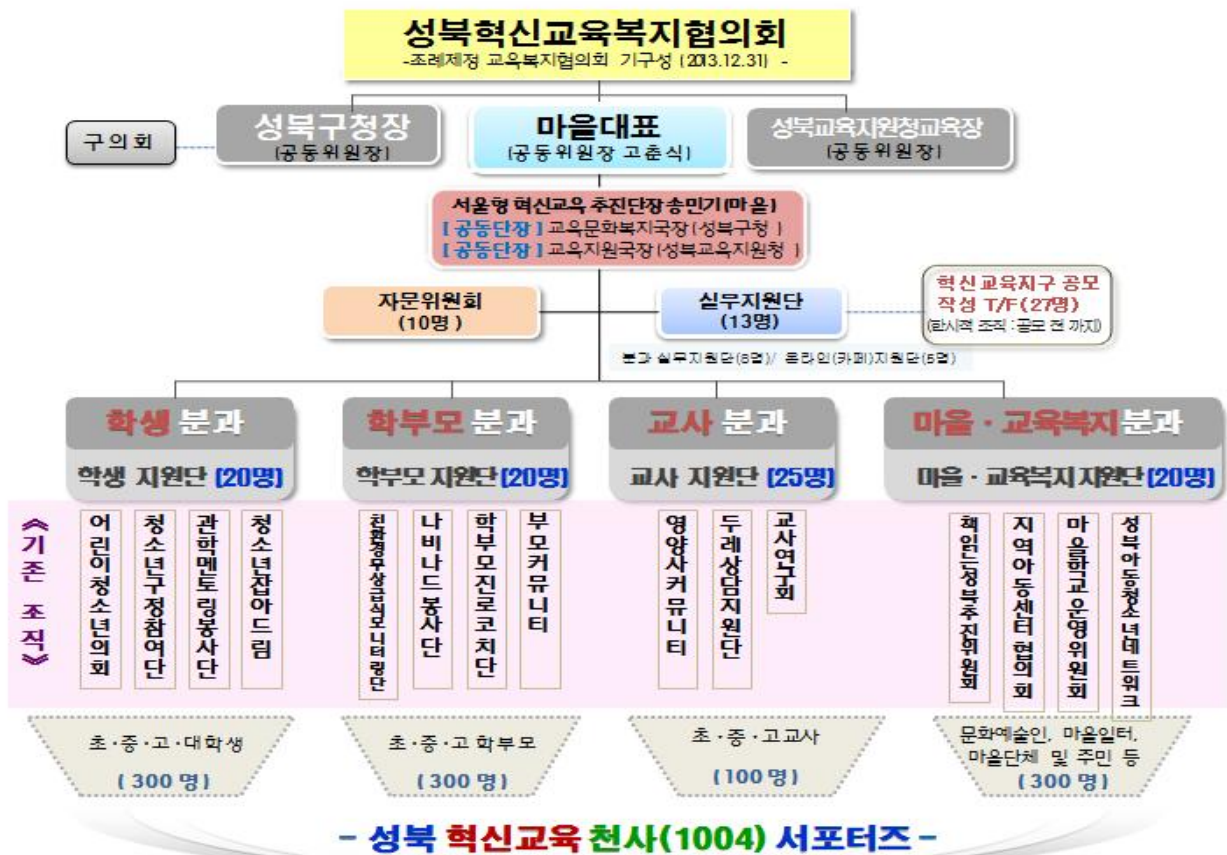 성북혁신교육복지협의회
-조례제정 교육복지협의회 기구성 (2013.12.31) -
구의회
성북구청장
(공동위원장)
마을대표
(공동위원장 고춘식)
성북교육지원청교육장
(공동위원장)
서울형 혁신교육 추진단장 송민기(마을)
[ 공동단장 ] 교육문화복지국장(성북구청 )
[ 공동단장 ] 교육지원국장(성북교육지원청 )
자문위원회
(10명 )
실무지원단
(13명)
혁신교육지구 공모
작성 T/F(27명)
(한시적 조직 : 공모 전 까지)
분과 실무지원단(8명)/ 온라인(카페)지원단(5명)
학생 분과
학생 지원단 (20명)
학부모 분과
학부모 지원단 (20명)
교사 분과
교사 지원단 (25명)
마을 · 교육복지 분과
마을 · 교육복지 지원단 (20명)
《기존 조직》
어린이청소년의회
청소년구정참여단
관학멘토링봉사단
청소년잡아드림
친환경무상급식모니터링단
나비나드봉사단
학부모진로코치단
부모커뮤니티
영양사커뮤니티
두레상담지원단
교사연구회
책읽는성북추진위원회
지역아동센터협의회
마을학교운영위원회
성북아동청소년네트워크
초·중·고·대학생
(300 명)
초·중·고 학부모
(300 명)
초·중·고교사
(100 명)
문화예술인, 마을일터,
마을단체 및 주민 등
(300 명)
- 성북 혁신교육 천사(1004) 서포터즈 -